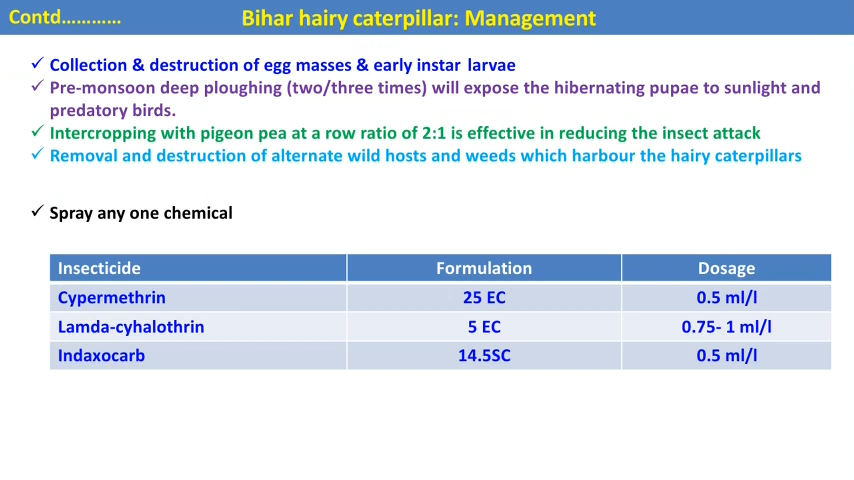 Contd............ Bihar hairy caterpillar: Management
✓ Collection & destruction of egg masses & early instar larvae
✓ Pre-monsoon deep ploughing (two/three times) will expose the hibernating pupae to sunlight and
predatory birds.
✓ Intercropping with pigeon pea at a row ratio of 2:1 is effective in reducing the insect attack
✓ Removal and destruction of alternate wild hosts and weeds which harbour the hairy caterpillars
✓ Spray any one chemical
Insecticide Formulation Dosage
Cypermethrin 25 EC 0.5 ml/l
Lamda-cyhalothrin 5 EC 0.75- 1 ml/l
Indaxocarb 14.5SC 0.5 ml/l